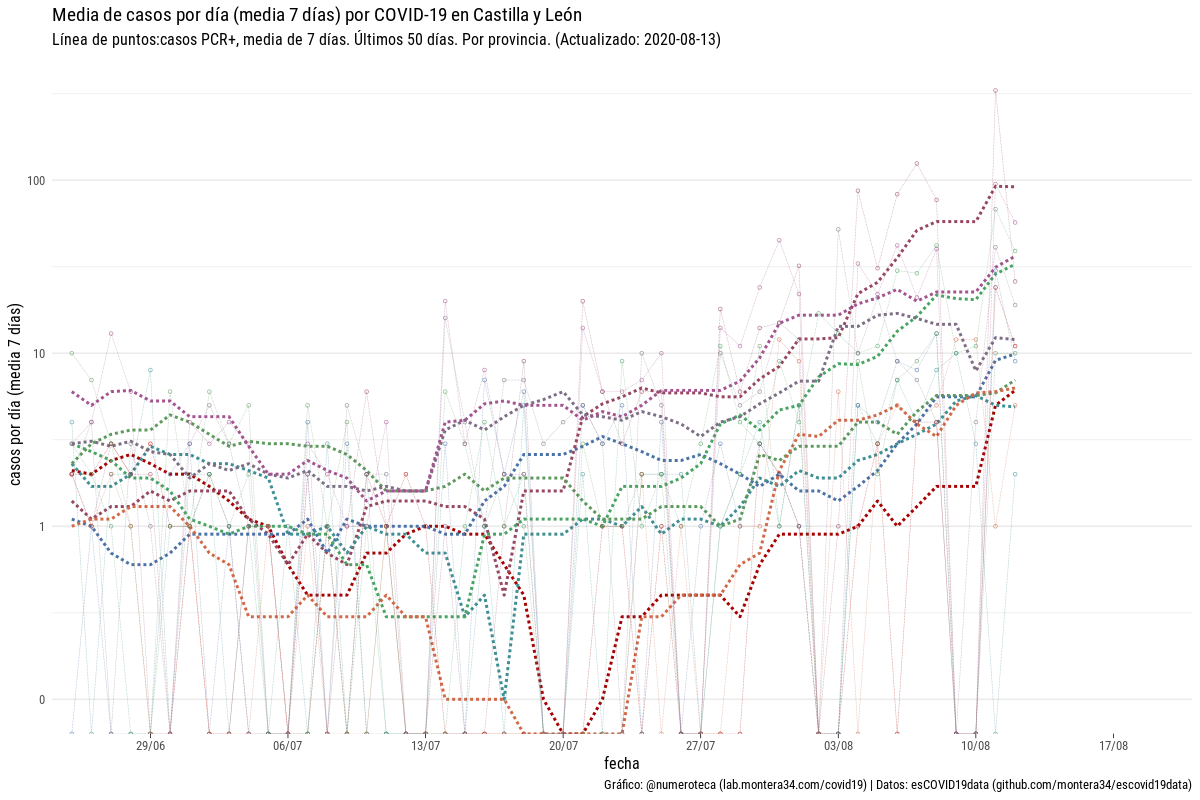 Media de casos por día (media 7 días) por COVID-19 en Castilla y León
Línea de puntos:casos PCR+, media de 7 días. Últimos 50 días. Por provincia. (Actualizado: 2020-08-13)
casos por día (media 7 días)
100
10
1
0
29/06
06/07
13/07
20/07
27/07
03/08
10/08
17/08
fecha
Gráfico: @numeroteca (lab.montera34.com/covid19) | Datos: esCOVID19data (github.com/montera34/escovid19data)